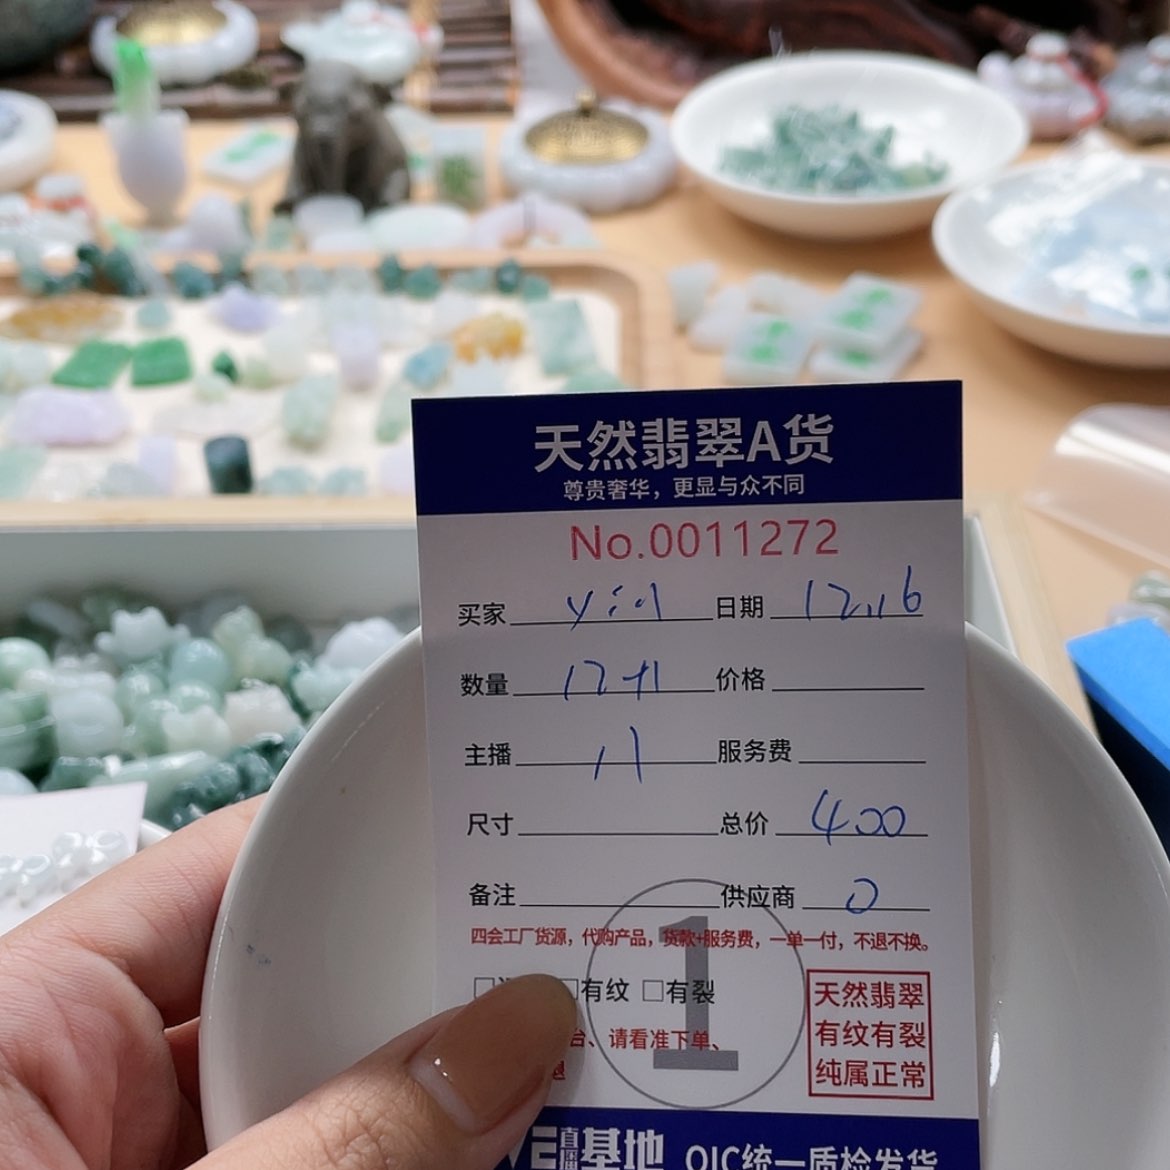 天然翡翠A货
尊贵奢华，更显与众不同
No.0011272
买家 日期 12.16
数量 价格
主播 八 服务费
尺寸 总价 400
备注 供应商 0
四会工厂货源，代购产品，货款+服务费，一单一付，不退不换。
□有纹 □有裂
台、请看准下单、
1
天然翡翠
有纹有裂
纯属正常
直播基地 QIC统一质检发货